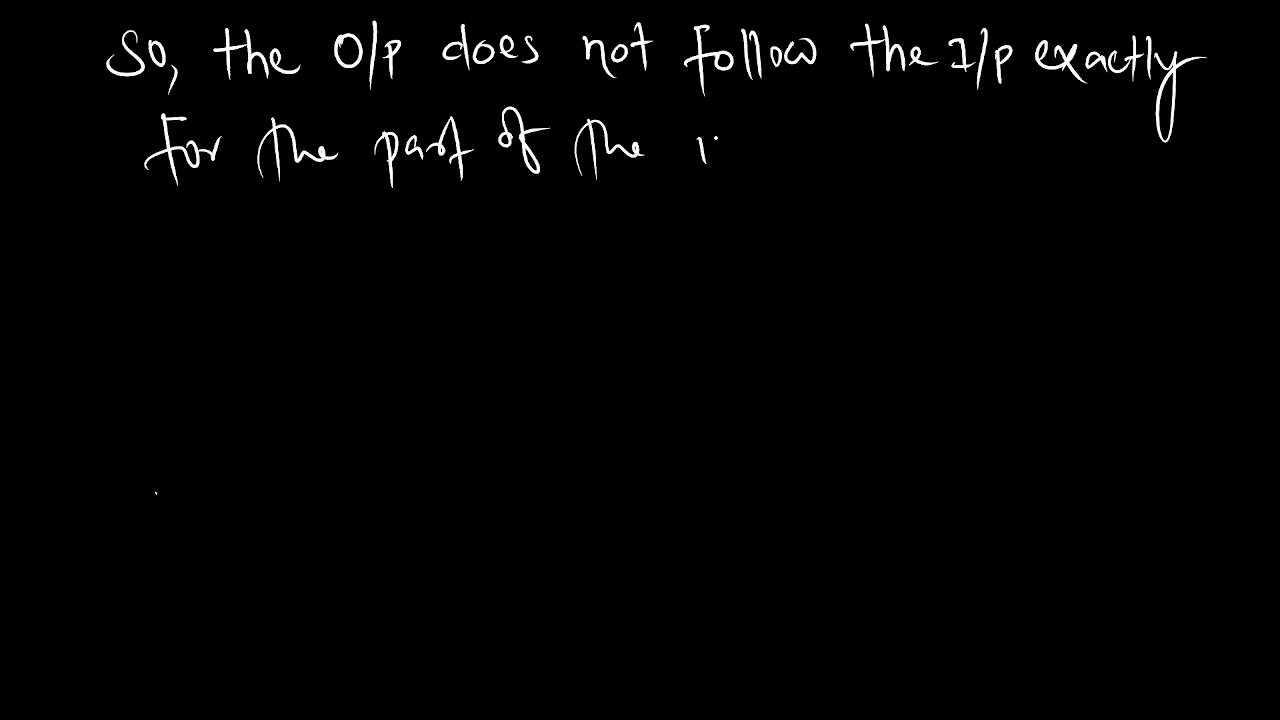 So, the O/p does not follow the I/p exactly
for the part of the